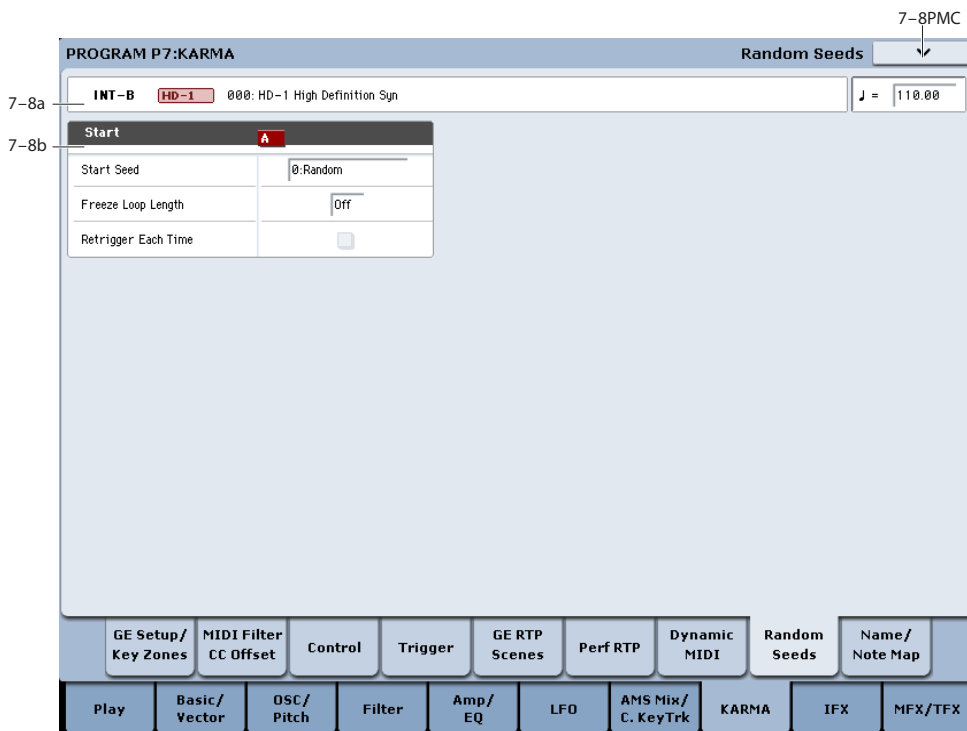 7–8PMC
PROGRAM P7:KARMA Random Seeds
7–8a
INT-B HD-1 000: HD-1 High Definition Syn ♩ = 110.00
7–8b
Start A
Start Seed 0:Random
Freeze Loop Length Off
Retrigger Each Time
GE Setup/ Key Zones
MIDI Filter CC Offset
Control
Trigger
GE RTP Scenes
Perf RTP
Dynamic MIDI
Random Seeds
Name/ Note Map
Play
Basic/ Vector
OSC/ Pitch
Filter
Amp/ EQ
LFO
AMS Mix/ C. KeyTrk
KARMA
IFX
MFX/TFX